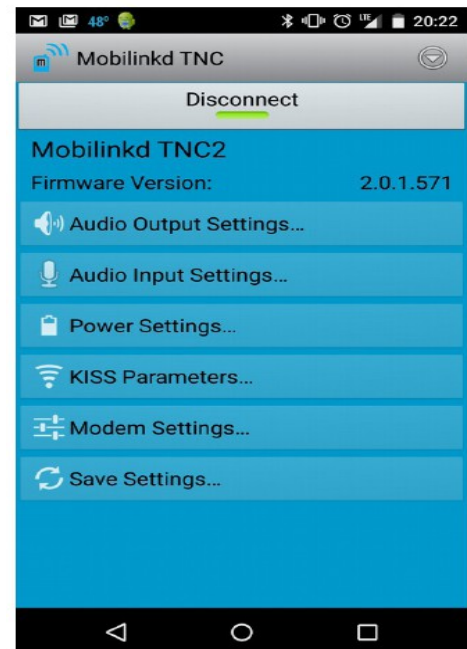 48° 20:22
m Mobilinkd TNC
Disconnect
Mobilinkd TNC2
Firmware Version: 2.0.1.571
Audio Output Settings...
Audio Input Settings...
Power Settings...
KISS Parameters...
Modem Settings...
Save Settings...